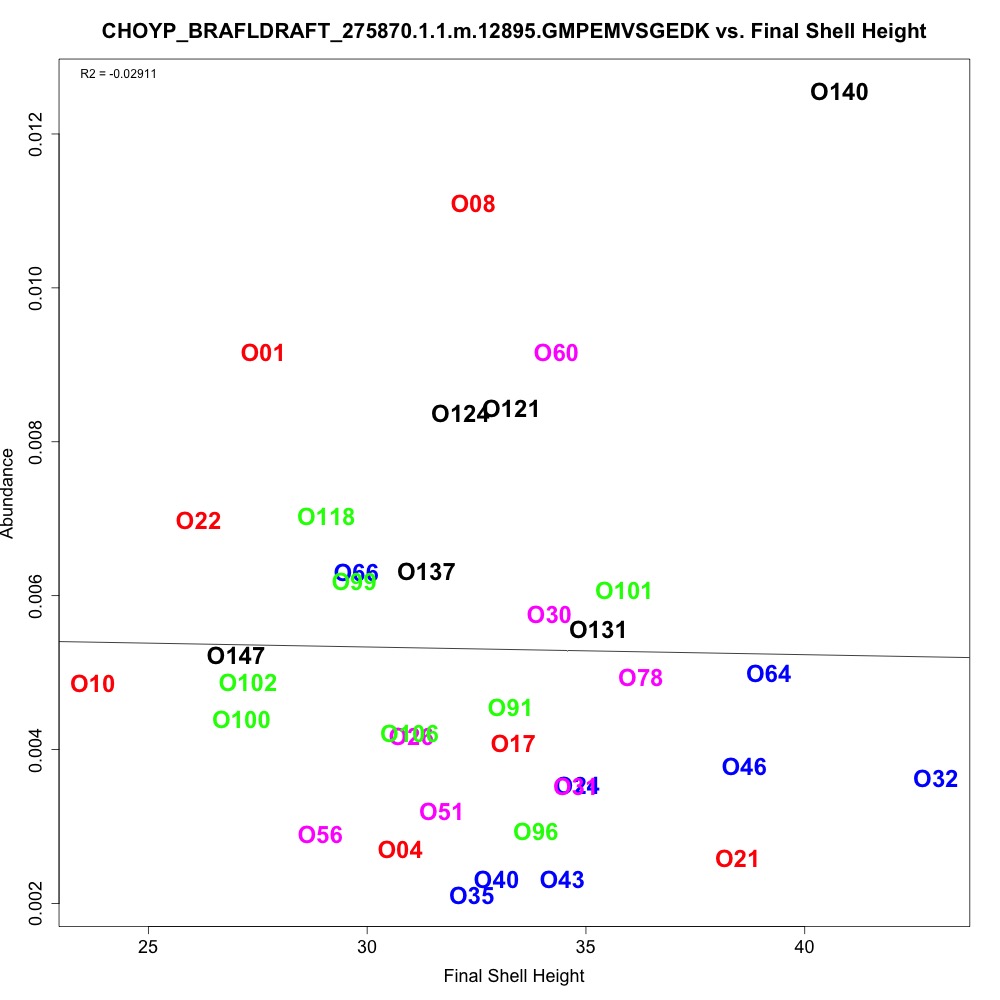 CHOYP_BRAFLDRAFT_275870.1.1.m.12895.GMPEMVSGEDK vs. Final Shell Height
R2 = -0.02911
O140
0.012
O08
0.010
O01
O60
O124
O121
0.008
O22
O118
O66
O99
O137
O101
0.006
O30
O131
O147
O10
O102
O78
O64
O100
O91
O106
O26
O17
0.004
O46
O32
O24
O51
O56
O96
O04
O21
O40
O43
O35
0.002
Abundance
25
30
35
40
Final Shell Height